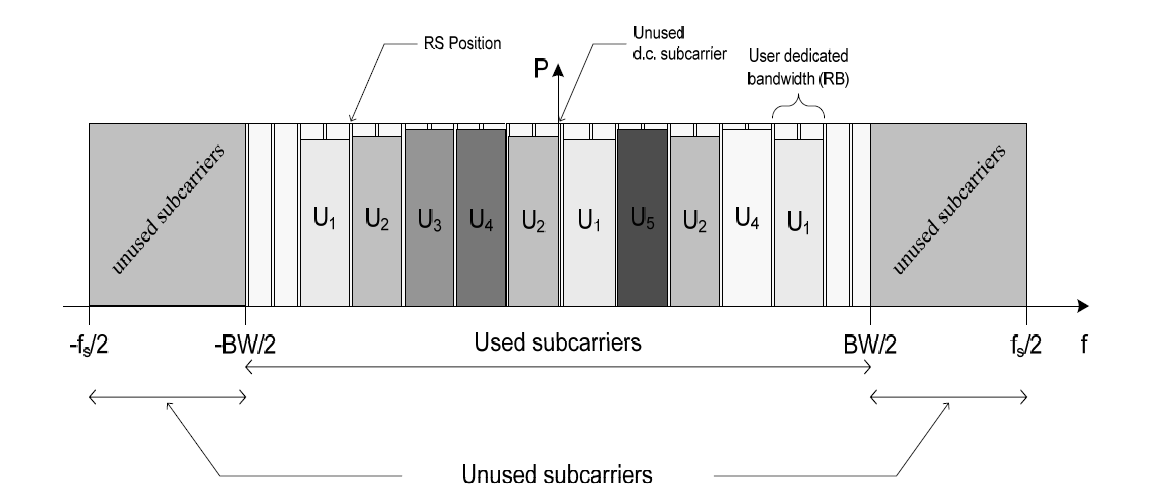 RS Position
Unused
d.c. subcarrier
User dedicated
bandwidth (RB)
P
unused subcarriers
U1
U2
U3
U4
U2
U1
U5
U2
U4
U1
unused subcarriers
-fs/2
-BW/2
Used subcarriers
BW/2
fs/2
f
Unused subcarriers